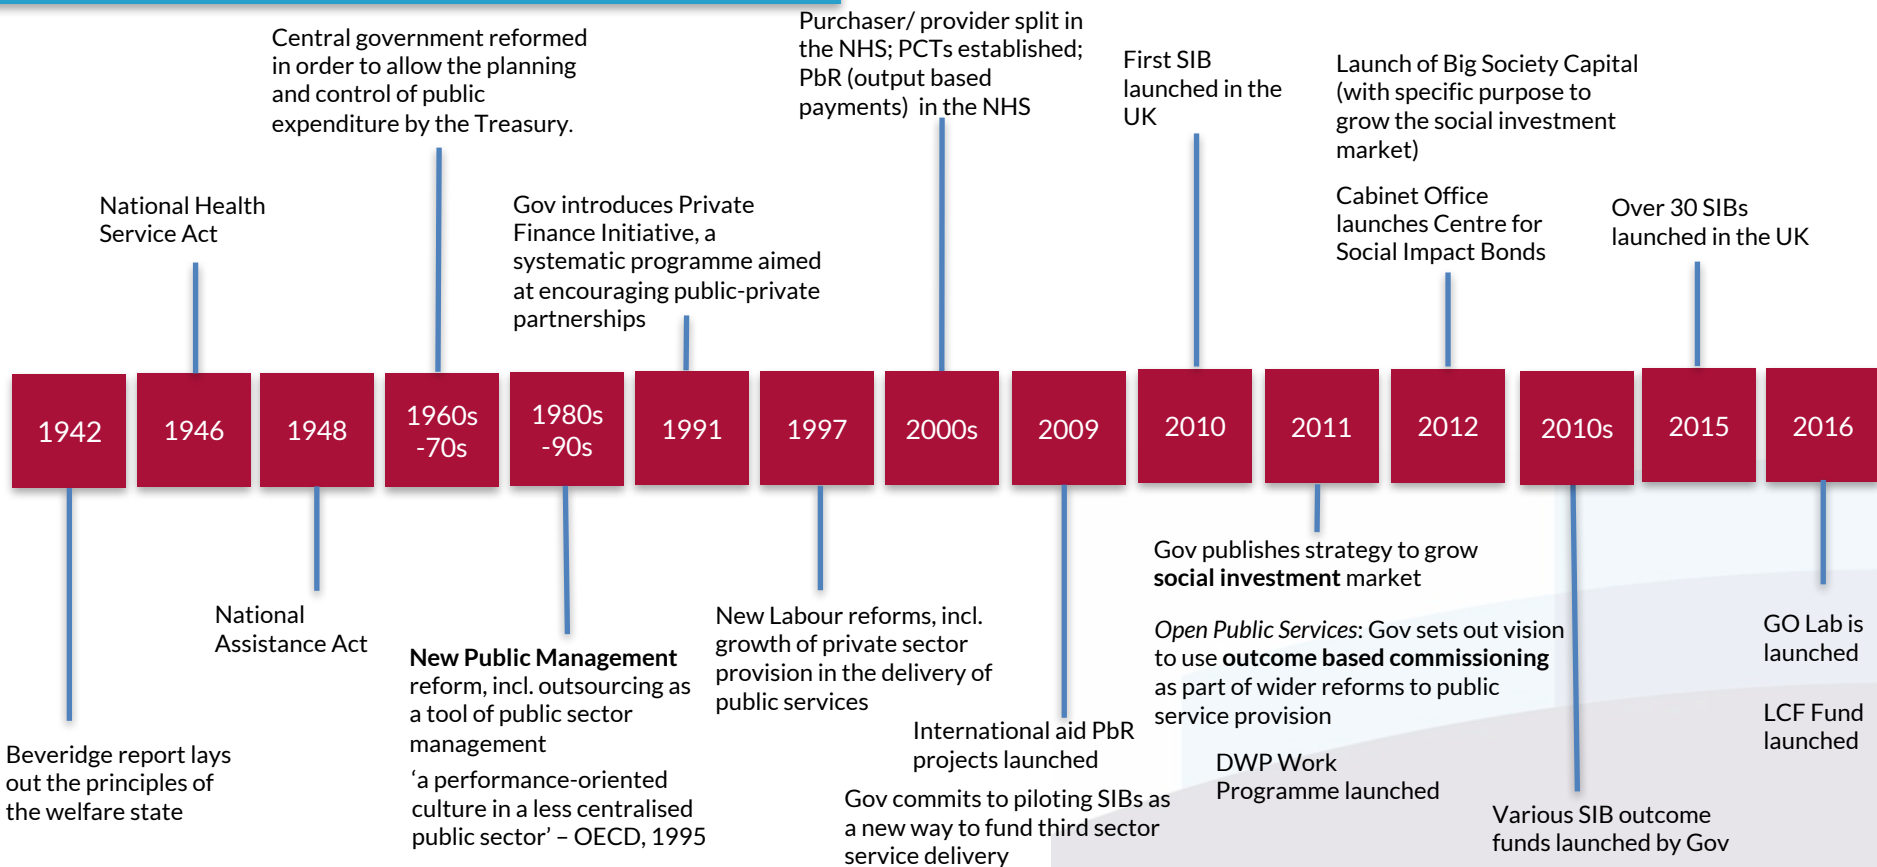 Central government reformed
in order to allow the planning
and control of public
expenditure by the Treasury.
Purchaser/ provider split in
the NHS; PCTs established;
PbR (output based
payments)  in the NHS
First SIB
launched in the
UK
Launch of Big Society Capital
(with specific purpose to
grow the social investment
market)
Cabinet Office
launches Centre for
Social Impact Bonds
National Health
Service Act
Gov introduces Private
Finance Initiative, a
systematic programme aimed
at encouraging public-private
partnerships
Over 30 SIBs
launched in the UK
1942
1946
1948
1960s
-70s
1980s
-90s
1991
1997
2000s
2009
2010
2011
2012
2010s
2015
2016
Beveridge report lays
out the principles of
the welfare state
National
Assistance Act
New Public Management
reform, incl. outsourcing as
a tool of public sector
management
‘a performance-oriented
culture in a less centralised
public sector’ – OECD, 1995
New Labour reforms, incl.
growth of private sector
provision in the delivery of
public services
International aid PbR
projects launched
Gov commits to piloting SIBs as
a new way to fund third sector
service delivery
Gov publishes strategy to grow
social investment market
Open Public Services: Gov sets out vision
to use outcome based commissioning
as part of wider reforms to public
service provision
DWP Work
Programme launched
Various SIB outcome
funds launched by Gov
GO Lab is
launched
LCF Fund
launched